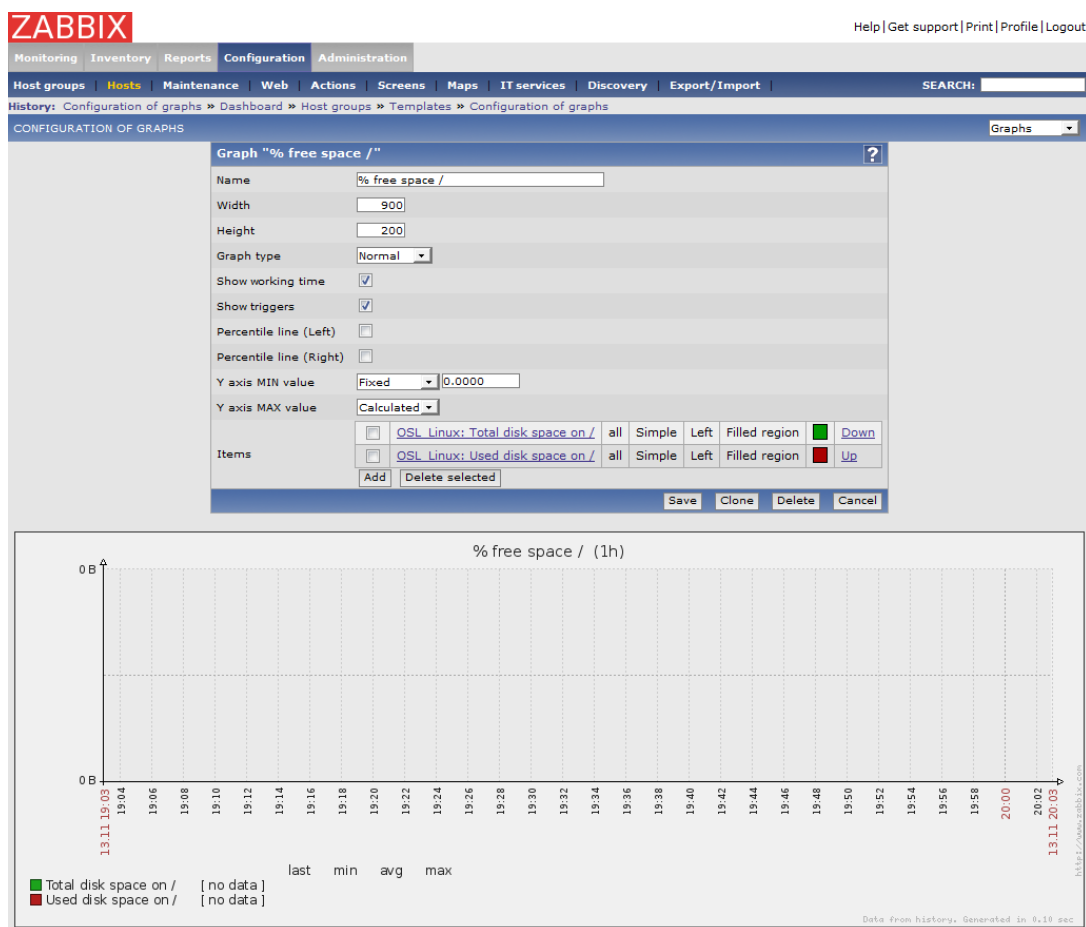 ZABBIX
Help|Get support|Print|Profile|Logout
Monitoring Inventory Reports Configuration Administration
Host groups | Hosts | Maintenance | Web | Actions | Screens | Maps | IT services | Discovery | Export/Import | SEARCH:
History: Configuration of graphs » Dashboard » Host groups » Templates » Configuration of graphs
CONFIGURATION OF GRAPHS Graphs
Graph "% free space /" ?
Name % free space /
Width 900
Height 200
Graph type Normal
Show working time
Show triggers
Percentile line (Left)
Percentile line (Right)
Y axis MIN value Fixed 0.0000
Y axis MAX value Calculated
Items
OSL_Linux: Total disk space on / all Simple Left Filled region Down
OSL_Linux: Used disk space on / all Simple Left Filled region Up
Add Delete selected
Save Clone Delete Cancel
% free space / (1h)
0 B
0 B
13.11 19:03 19:04 19:06 19:08 19:10 19:12 19:14 19:16 19:18 19:20 19:22 19:24 19:26 19:28 19:30 19:32 19:34 19:36 19:38 19:40 19:42 19:44 19:46 19:48 19:50 19:52 19:54 19:56 19:58 20:00 20:02 13.11 20:03
http://www.zabbix.com
last min avg max
Total disk space on / [ no data ]
Used disk space on / [ no data ]
Data from history. Generated in 0.10 sec